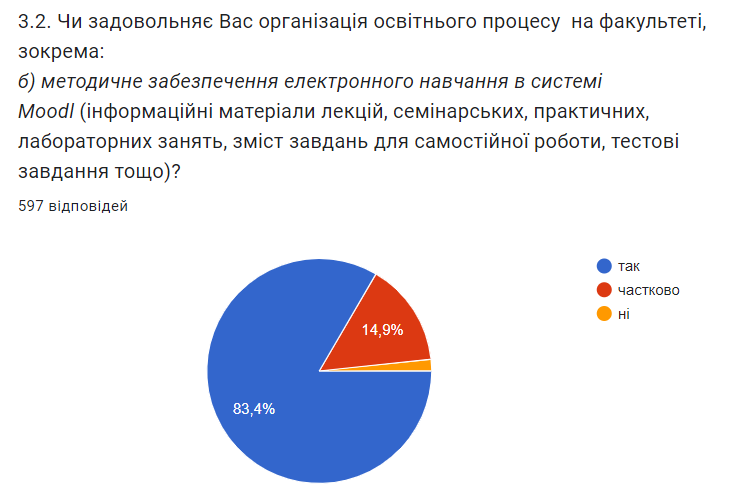 3.2. Чи задовольняє Вас організація освітнього процесу на факультеті,
зокрема:
б) методичне забезпечення електронного навчання в системі
Moodl (інформаційні матеріали лекцій, семінарських, практичних,
лабораторних занять, зміст завдань для самостійної роботи, тестові
завдання тощо)?
597 відповідей
так
частково
ні
14,9%
83,4%